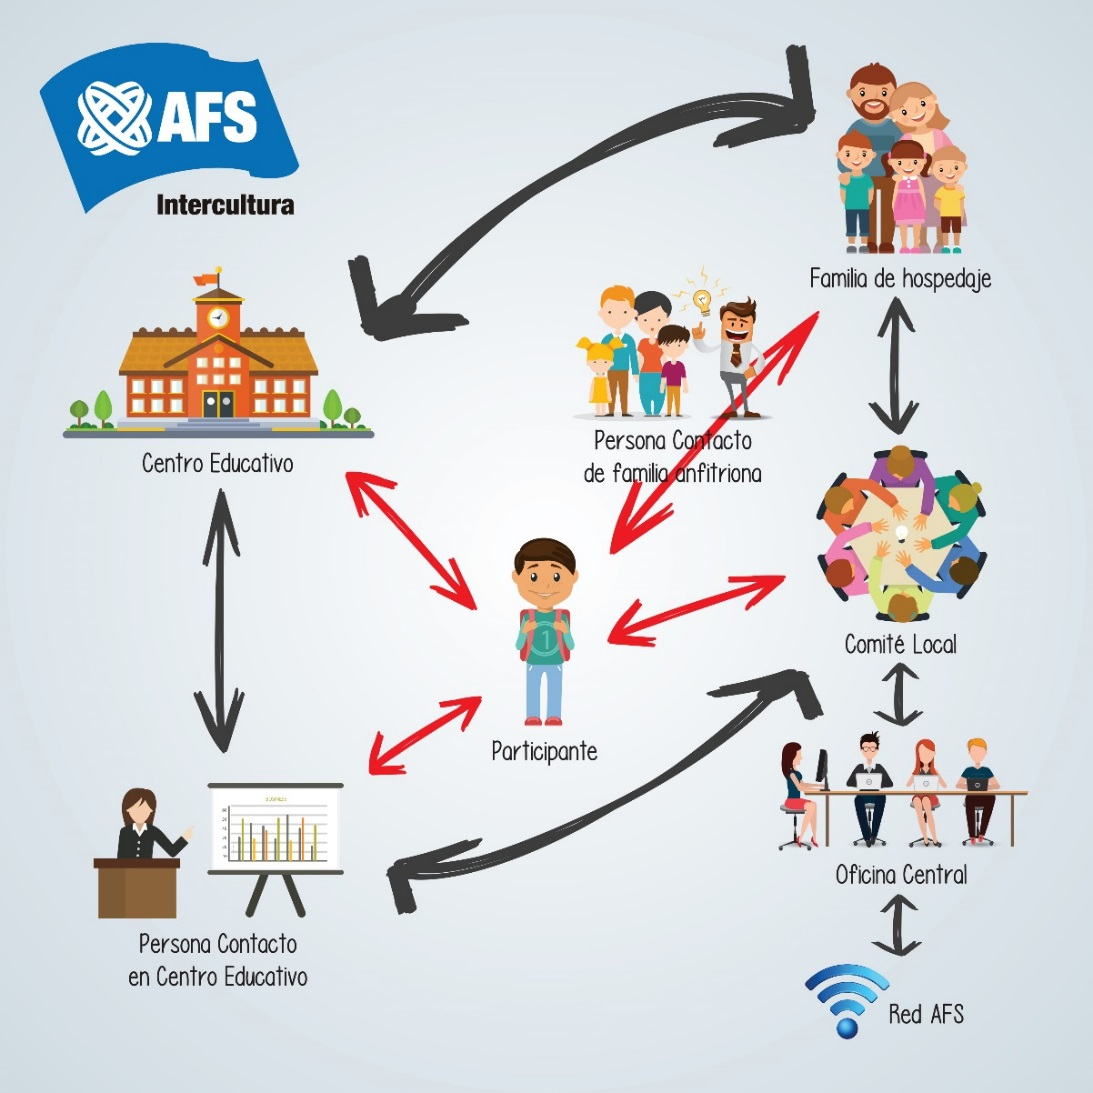 AFS
Intercultura
Familia de hospedaje
Persona Contacto
de familia anfitriona
Centro Educativo
Comité Local
1
Participante
Oficina Central
Persona Contacto
en Centro Educativo
Red AFS